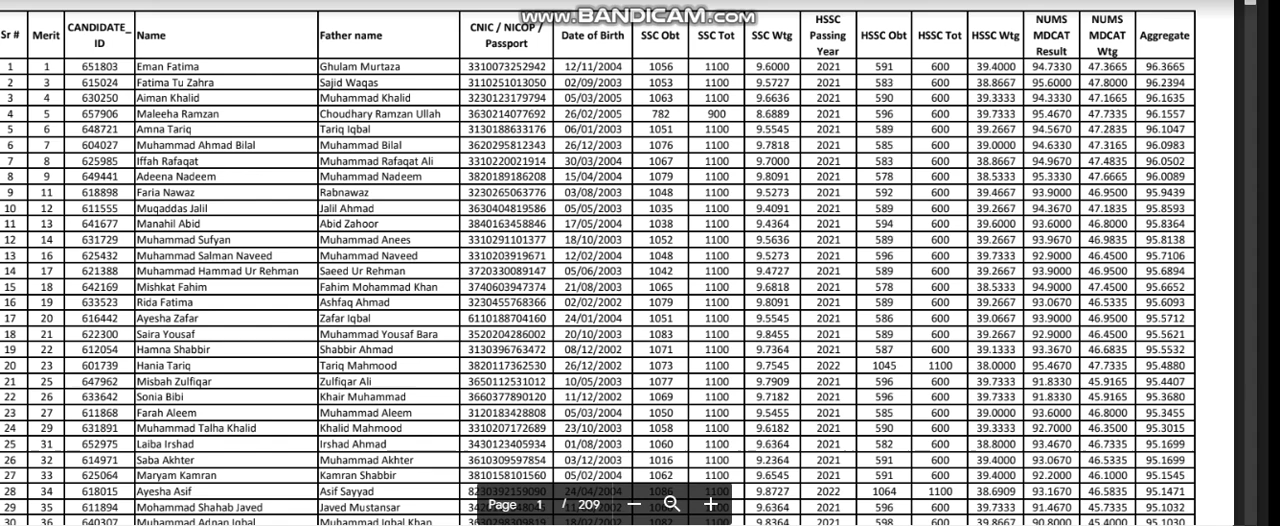 www.BANDICAM.com
Sr # Merit CANDIDATE_ID Name Father name CNIC / NICOP / Passport Date of Birth SSC Obt SSC Tot SSC Wtg HSSC Passing Year HSSC Obt HSSC Tot HSSC Wtg NUMS MDCAT Result NUMS MDCAT Wtg Aggregate
1 1 651803 Eman Fatima Ghulam Murtaza 3310073252942 12/11/2004 1056 1100 9.6000 2021 591 600 39.4000 94.7330 47.3665 96.3665
2 3 615024 Fatima Tu Zahra Sajid Waqas 3110251013050 02/09/2003 1053 1100 9.5727 2021 583 600 38.8667 95.6000 47.8000 96.2394
3 4 630250 Aiman Khalid Muhammad Khalid 3230123179794 05/03/2005 1063 1100 9.6636 2021 590 600 39.3333 94.3330 47.1665 96.1635
4 5 657906 Maleeha Ramzan Choudhary Ramzan Ullah 3630214077692 26/02/2005 782 900 8.6889 2021 596 600 39.7333 95.4670 47.7335 96.1557
5 6 648721 Amna Tariq Tariq Iqbal 3130188633176 06/01/2003 1051 1100 9.5545 2021 589 600 39.2667 94.5670 47.2835 96.1047
6 7 604027 Muhammad Ahmad Bilal Muhammad Bilal 3620295812343 26/12/2003 1076 1100 9.7818 2021 585 600 39.0000 94.6330 47.3165 96.0983
7 8 625985 Iffah Rafaqat Muhammad Rafaqat Ali 3310220021914 30/03/2004 1067 1100 9.7000 2021 583 600 38.8667 94.9670 47.4835 96.0502
8 9 649441 Adeena Nadeem Muhammad Nadeem 3820189186208 15/04/2004 1079 1100 9.8091 2021 578 600 38.5333 95.3330 47.6665 96.0089
9 11 618898 Faria Nawaz Rabnawaz 3230265063776 03/08/2003 1048 1100 9.5273 2021 592 600 39.4667 93.9000 46.9500 95.9439
10 12 611555 Muqaddas Jalil Jalil Ahmad 3630404819586 05/05/2003 1035 1100 9.4091 2021 589 600 39.2667 94.3670 47.1835 95.8593
11 13 641677 Manahil Abid Abid Zahoor 3840163458846 17/05/2004 1038 1100 9.4364 2021 594 600 39.6000 93.6000 46.8000 95.8364
12 14 631729 Muhammad Sufyan Muhammad Anees 3310291101377 18/10/2003 1052 1100 9.5636 2021 589 600 39.2667 93.9670 46.9835 95.8138
13 16 625432 Muhammad Salman Naveed Muhammad Naveed 3310203919671 12/02/2004 1048 1100 9.5273 2021 596 600 39.7333 92.9000 46.4500 95.7106
14 17 621388 Muhammad Hammad Ur Rehman Saeed Ur Rehman 3720330089147 05/06/2003 1042 1100 9.4727 2021 589 600 39.2667 93.9000 46.9500 95.6894
15 18 642169 Mishkat Fahim Fahim Mohammad Khan 3740603947374 21/08/2003 1065 1100 9.6818 2021 578 600 38.5333 94.9000 47.4500 95.6652
16 19 633523 Rida Fatima Ashfaq Ahmad 3230455768366 02/02/2002 1079 1100 9.8091 2021 589 600 39.2667 93.0670 46.5335 95.6093
17 20 616442 Ayesha Zafar Zafar Iqbal 6110188704160 24/01/2004 1051 1100 9.5545 2021 586 600 39.0667 93.9000 46.9500 95.5712
18 21 622300 Saira Yousaf Muhammad Yousaf Bara 3520204286002 20/10/2003 1083 1100 9.8455 2021 589 600 39.2667 92.9000 46.4500 95.5621
19 22 612054 Hamna Shabbir Shabbir Ahmad 3130396763472 08/12/2002 1071 1100 9.7364 2021 587 600 39.1333 93.3670 46.6835 95.5532
20 23 601739 Hania Tariq Tariq Mahmood 3820117362530 26/12/2002 1073 1100 9.7545 2022 1045 1100 38.0000 95.4670 47.7335 95.4880
21 25 647962 Misbah Zulfiqar Zulfiqar Ali 3650112531012 10/05/2003 1077 1100 9.7909 2021 596 600 39.7333 91.8330 45.9165 95.4407
22 26 633642 Sonia Bibi Khair Muhammad 3660377890120 11/12/2002 1069 1100 9.7182 2021 596 600 39.7333 91.8330 45.9165 95.3680
23 27 611868 Farah Aleem Muhammad Aleem 3120183428808 05/03/2004 1050 1100 9.5455 2021 585 600 39.0000 93.6000 46.8000 95.3455
24 29 631891 Muhammad Talha Khalid Khalid Mahmood 3310207172689 23/10/2003 1058 1100 9.6182 2021 590 600 39.3333 92.7000 46.3500 95.3015
25 31 652975 Laiba Irshad Irshad Ahmad 3430123405934 01/08/2003 1060 1100 9.6364 2021 582 600 38.8000 93.4670 46.7335 95.1699
26 32 614971 Saba Akhter Muhammad Akhter 3610309597854 03/12/2003 1016 1100 9.2364 2021 591 600 39.4000 93.0670 46.5335 95.1699
27 33 625064 Maryam Kamran Kamran Shabbir 3810158101560 05/02/2004 1062 1100 9.6545 2021 591 600 39.4000 92.2000 46.1000 95.1545
28 34 618015 Ayesha Asif Asif Sayyad 8230392159090 24/04/2004 1086 1100 9.8727 2022 1064 1100 38.6909 93.1670 46.5835 95.1471
29 35 611894 Mohammad Shahab Javed Javed Mustansar 1100 9.7364 2021 585 600 39.0000 92.8000 46.4000 95.1364
30 36 640307 Muhammad Adnan Iqbal Muhammad Iqbal Khan 1100 9.8364 2021 598 600 39.8667 90.8000 45.4000 95.1030
Page 1 / 209